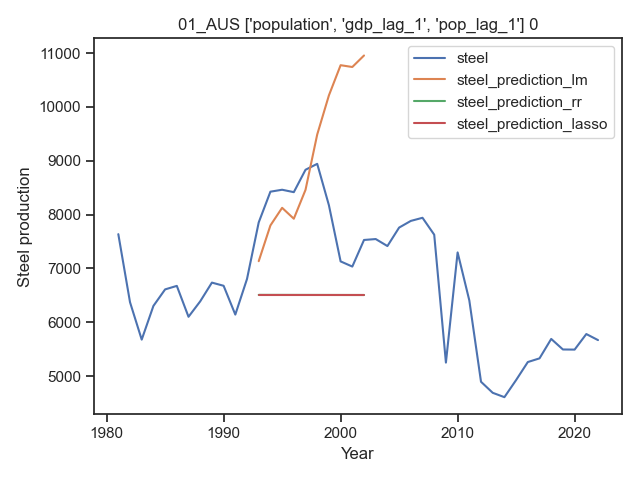 01_AUS ['population', 'gdp_lag_1', 'pop_lag_1'] 0
11000
10000
9000
8000
7000
6000
5000
Steel production
steel
steel_prediction_lm
steel_prediction_rr
steel_prediction_lasso
1980
1990
2000
2010
2020
Year